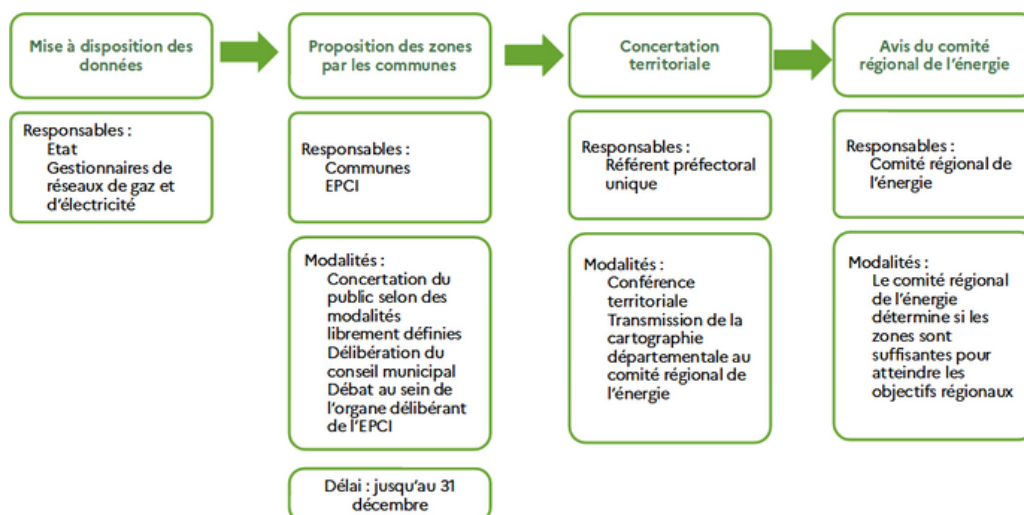 Mise à disposition des
données
Proposition des zones
par les communes
Concertation
territoriale
Avis du comité
régional de l'énergie
Responsables :
Etat
Gestionnaires de
réseaux de gaz et
d'électricité
Responsables :
Communes
EPCI
Responsables :
Référent préfectoral
unique
Responsables :
Comité régional de
l'énergie
Modalités :
Concertation du
public selon des
modalités
librement définies
Délibération du
conseil municipal
Débat au sein de
l'organe délibérant
de l'EPCI
Modalités :
Conférence
territoriale
Transmission de la
cartographie
départementale au
comité régional de
l'énergie
Modalités :
Le comité régional
de l'énergie
détermine si les
zones sont
suffisantes pour
atteindre les
objectifs régionaux
Délai : jusqu'au 31
décembre